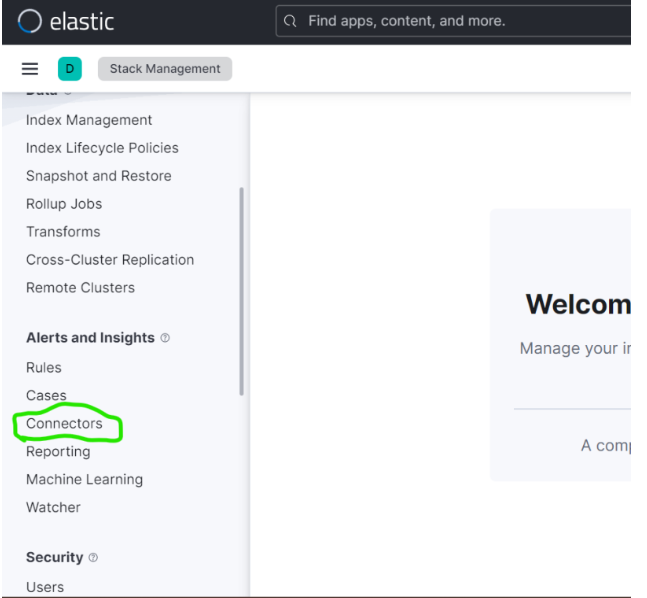 elastic
Find apps, content, and more.
D
Stack Management
Data
Index Management
Index Lifecycle Policies
Snapshot and Restore
Rollup Jobs
Transforms
Cross-Cluster Replication
Remote Clusters
Alerts and Insights
Rules
Cases
Connectors
Reporting
Machine Learning
Watcher
Security
Users
Welcom
Manage your in
A comp